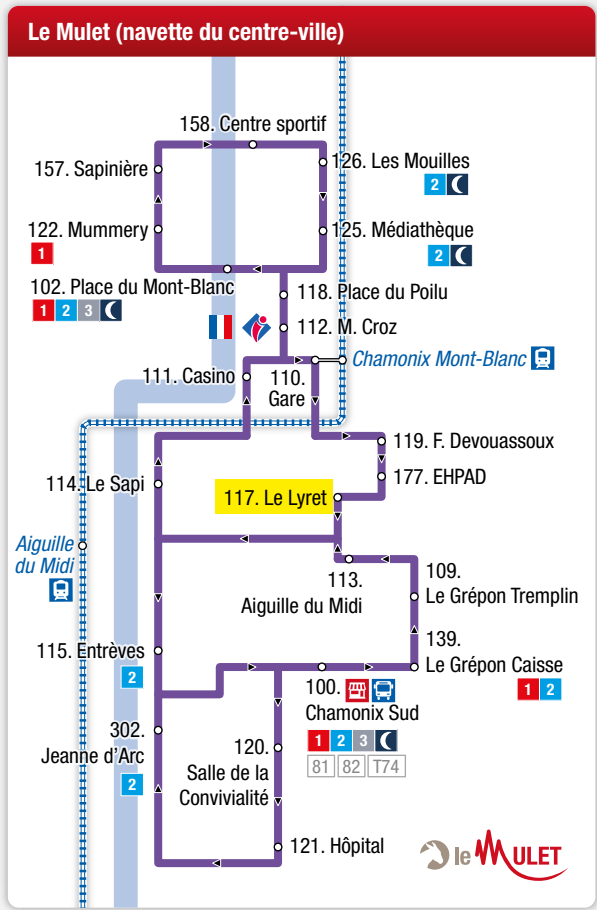 Le Mulet (navette du centre-ville)
158. Centre sportif
157. Sapinière
126. Les Mouilles
2
122. Mummery
1
125. Médiathèque
2
102. Place du Mont-Blanc
1 2 3
118. Place du Poilu
112. M. Croz
Chamonix Mont-Blanc
111. Casino
110.
Gare
119. F. Devouassoux
177. EHPAD
114. Le Sapi
117. Le Lyret
Aiguille
du Midi
113.
Aiguille du Midi
109.
Le Grépon Tremplin
115. Entrèves
2
139.
Le Grépon Caisse
1 2
100.
Chamonix Sud
1 2 3
81 82 T74
302.
Jeanne d'Arc
2
120.
Salle de la
Convivialité
121. Hôpital
le MULET